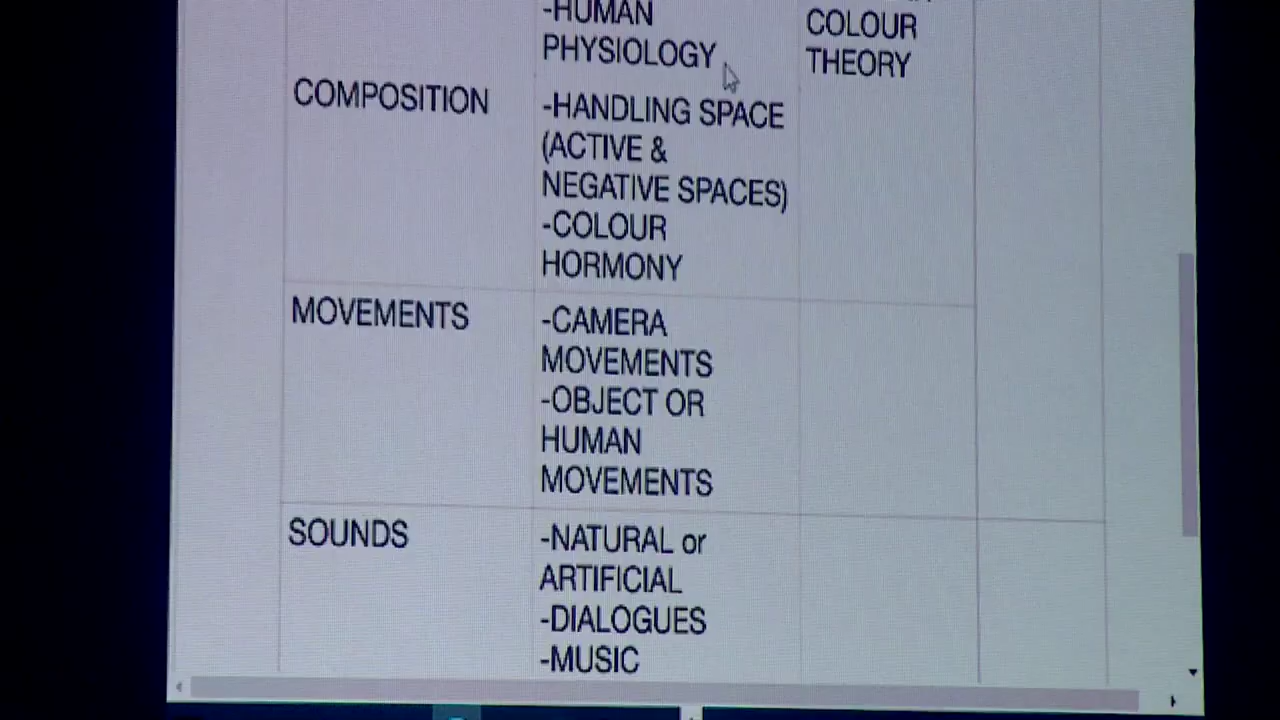 -HUMAN
PHYSIOLOGY
COLOUR
THEORY
COMPOSITION
-HANDLING SPACE
(ACTIVE &
NEGATIVE SPACES)
-COLOUR
HORMONY
MOVEMENTS
-CAMERA
MOVEMENTS
-OBJECT OR
HUMAN
MOVEMENTS
SOUNDS
-NATURAL or
ARTIFICIAL
-DIALOGUES
-MUSIC